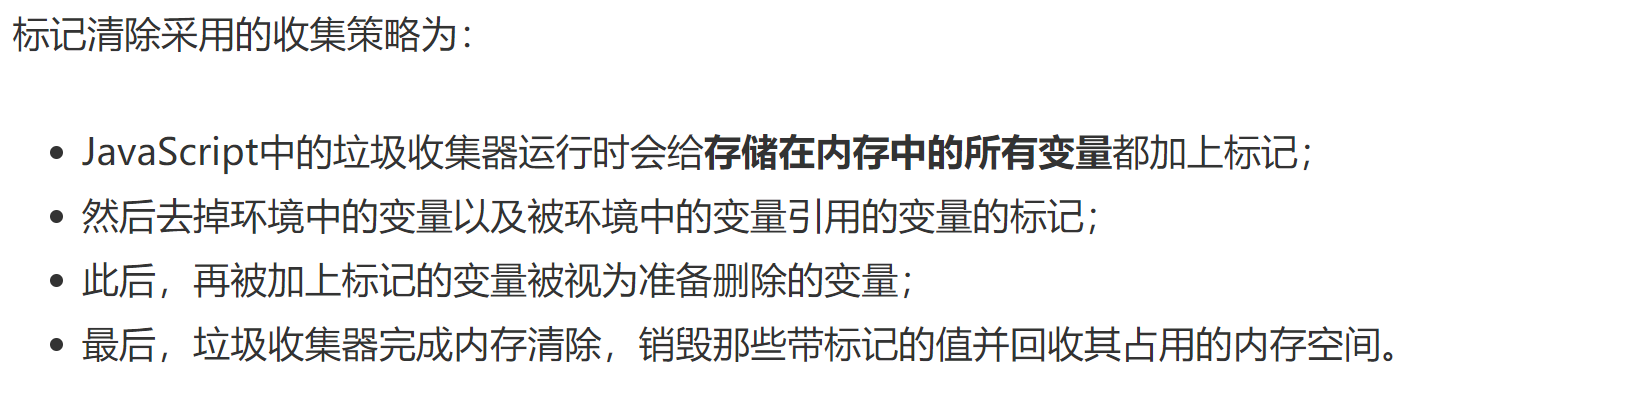 标记清除采用的收集策略为：
• JavaScript中的垃圾收集器运行时会给存储在内存中的所有变量都加上标记；
• 然后去掉环境中的变量以及被环境中的变量引用的变量的标记；
• 此后，再被加上标记的变量被视为准备删除的变量；
• 最后，垃圾收集器完成内存清除，销毁那些带标记的值并回收其占用的内存空间。